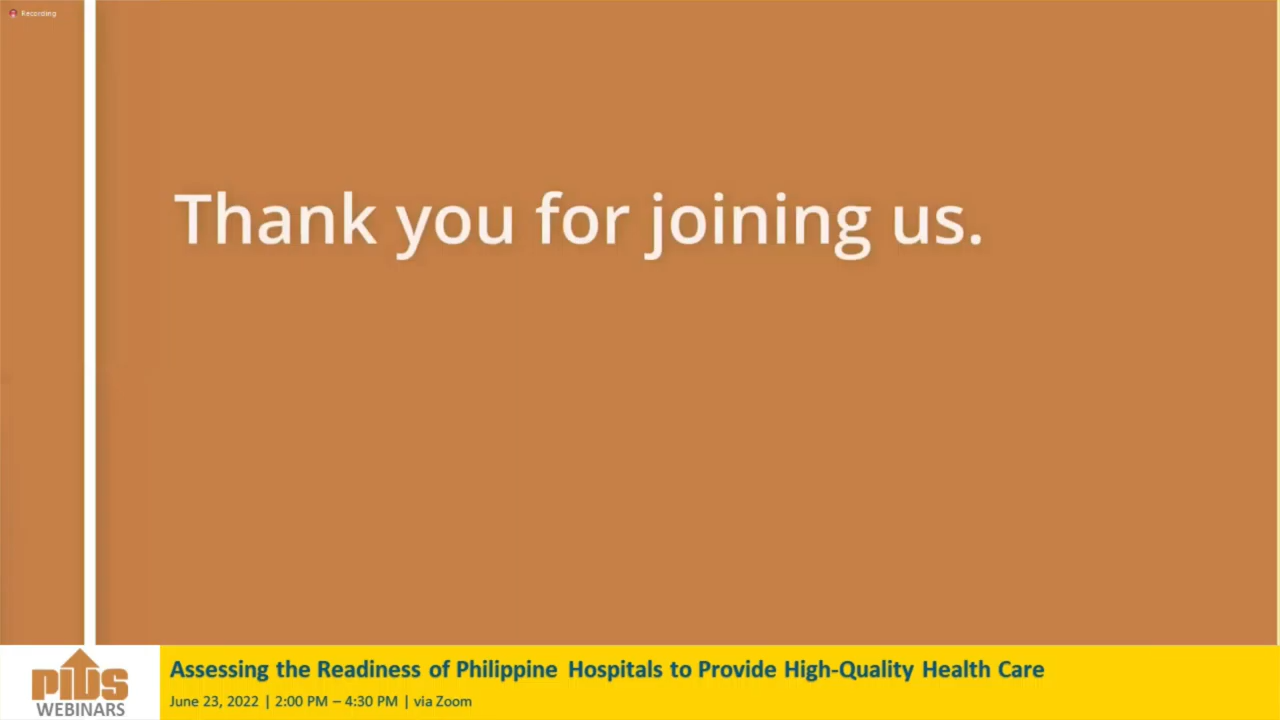 Recording
Thank you for joining us.
pids
WEBINARS
Assessing the Readiness of Philippine Hospitals to Provide High-Quality Health Care
June 23, 2022 | 2:00 PM – 4:30 PM | via Zoom